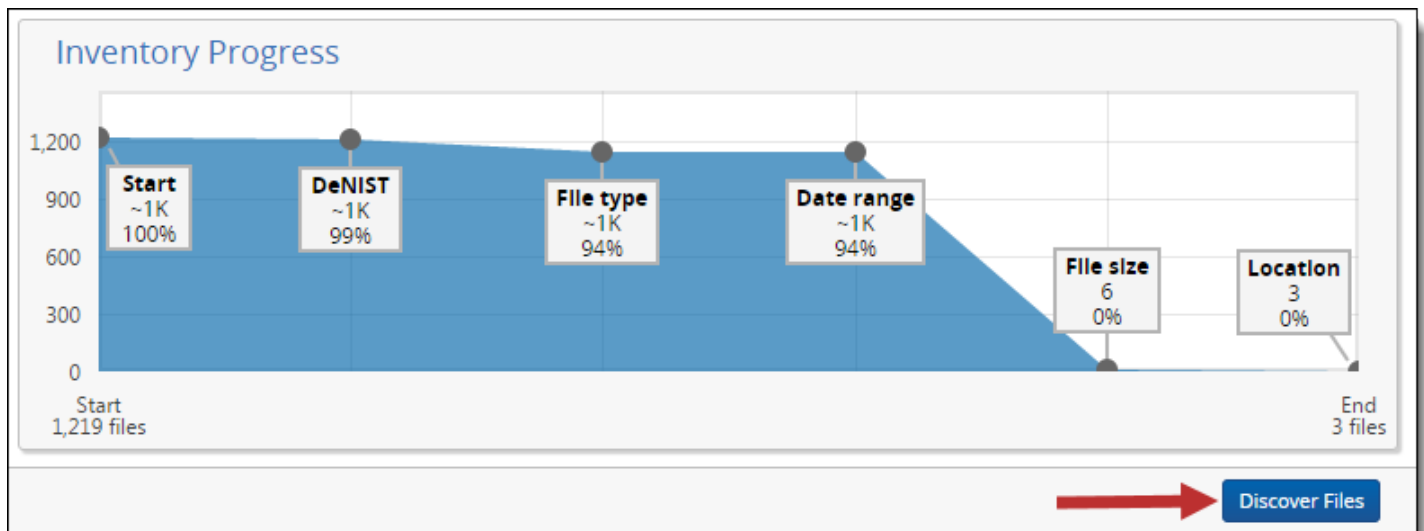 Inventory Progress
1,200
900
600
300
0
Start
~1K
100%
DeNIST
~1K
99%
File type
~1K
94%
Date range
~1K
94%
File size
6
0%
Location
3
0%
Start
1,219 files
End
3 files
Discover Files